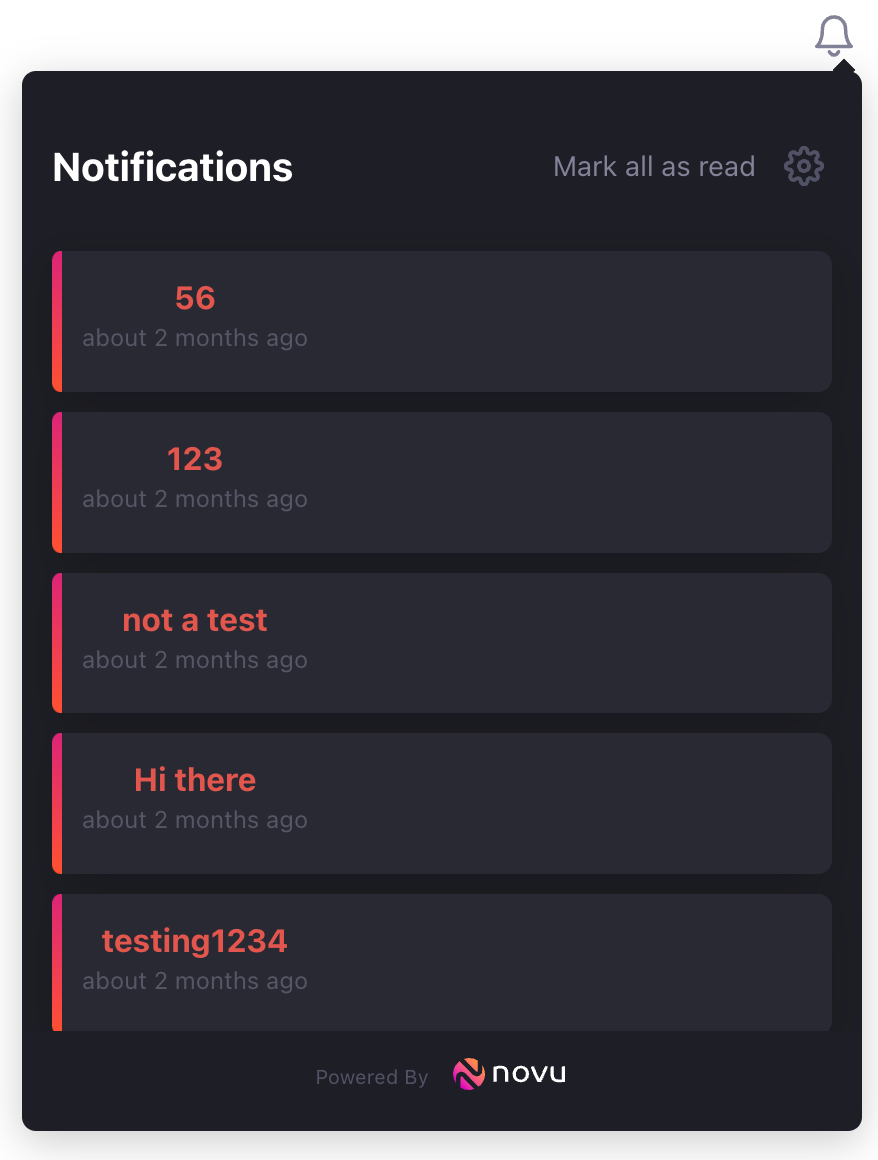 Notifications
Mark all as read
56
about 2 months ago
123
about 2 months ago
not a test
about 2 months ago
Hi there
about 2 months ago
testing1234
about 2 months ago
Powered By novu